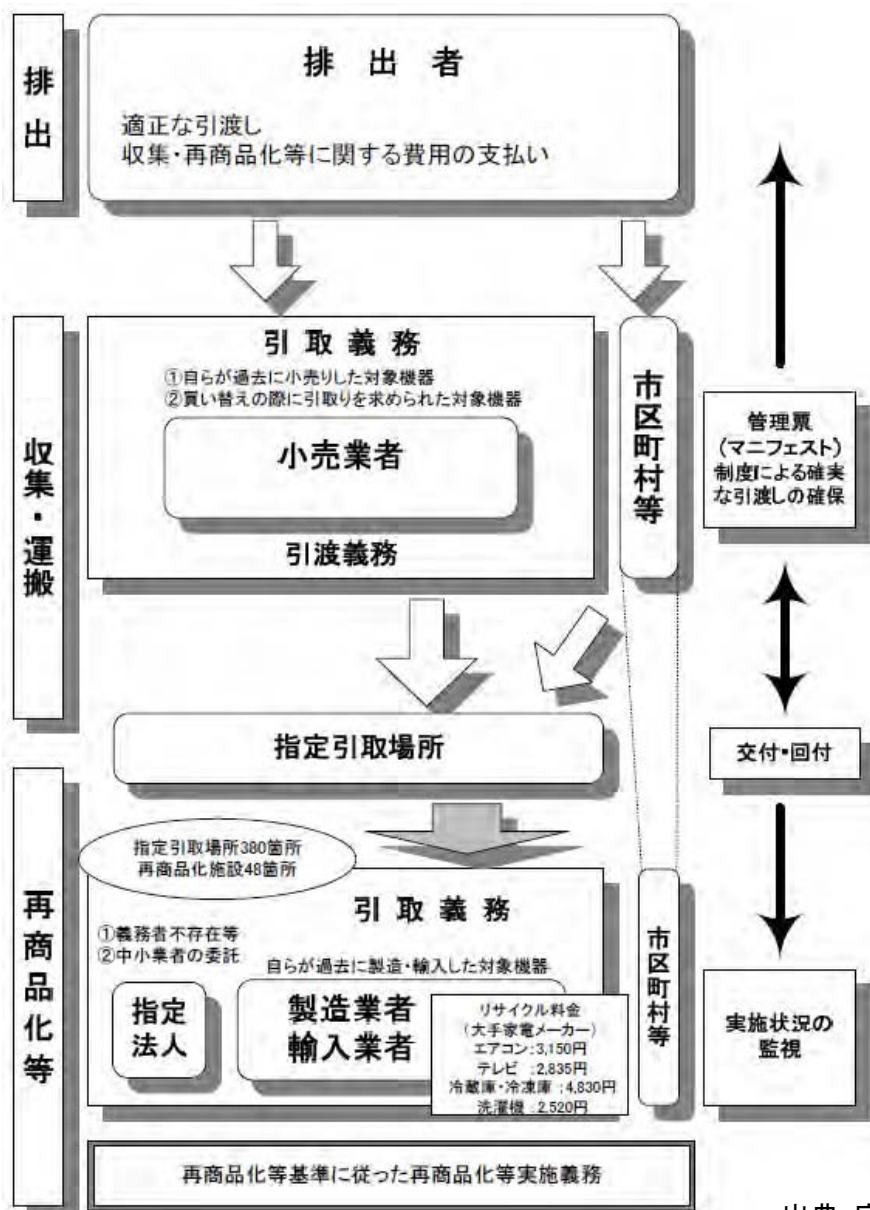 排出
排出者
適正な引渡し
収集・再商品化等に関する費用の支払い
収集・運搬
引取義務
①自らが過去に小売りした対象機器
②買い替えの際に引取りを求められた対象機器
小売業者
引渡義務
市区町村等
管理票
(マニフェスト)
制度による確実
な引渡しの確保
指定引取場所
交付・回付
再商品化等
指定引取場所380箇所
再商品化施設48箇所
引取義務
①義務者不存在等
②中小業者の委託
自らが過去に製造・輸入した対象機器
指定
法人
製造業者
輸入業者
リサイクル料金
(大手家電メーカー)
エアコン:3,150円
テレビ:2,835円
冷蔵庫・冷凍庫:4,830円
洗濯機:2,520円
市区町村等
実施状況の
監視
再商品化等基準に従った再商品化等実施義務